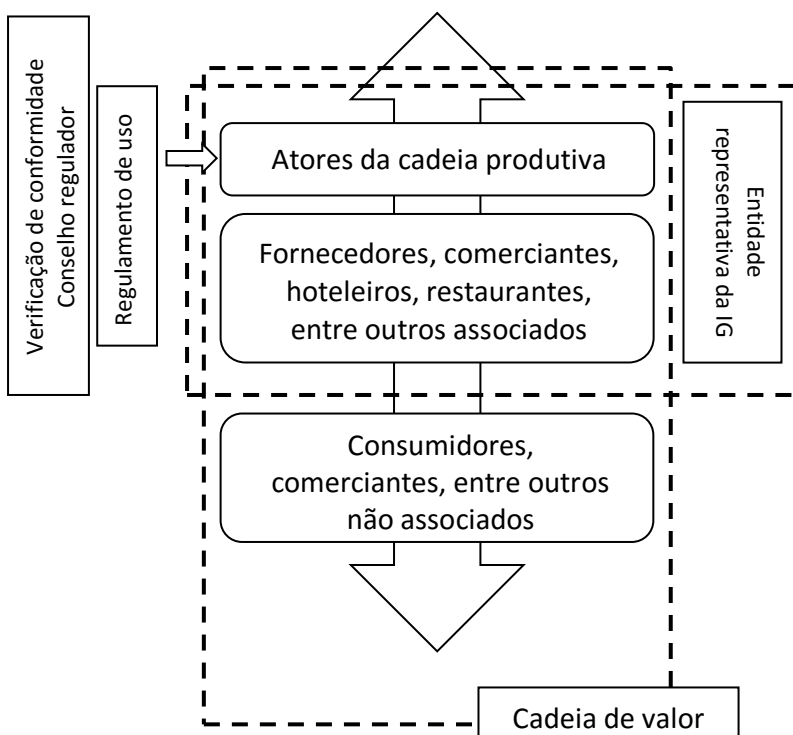 Verificação de conformidade
Conselho regulador
Regulamento de uso
Atores da cadeia produtiva
Fornecedores, comerciantes,
hoteleiros, restaurantes,
entre outros associados
Entidade
representativa da IG
Consumidores,
comerciantes, entre outros
não associados
Cadeia de valor